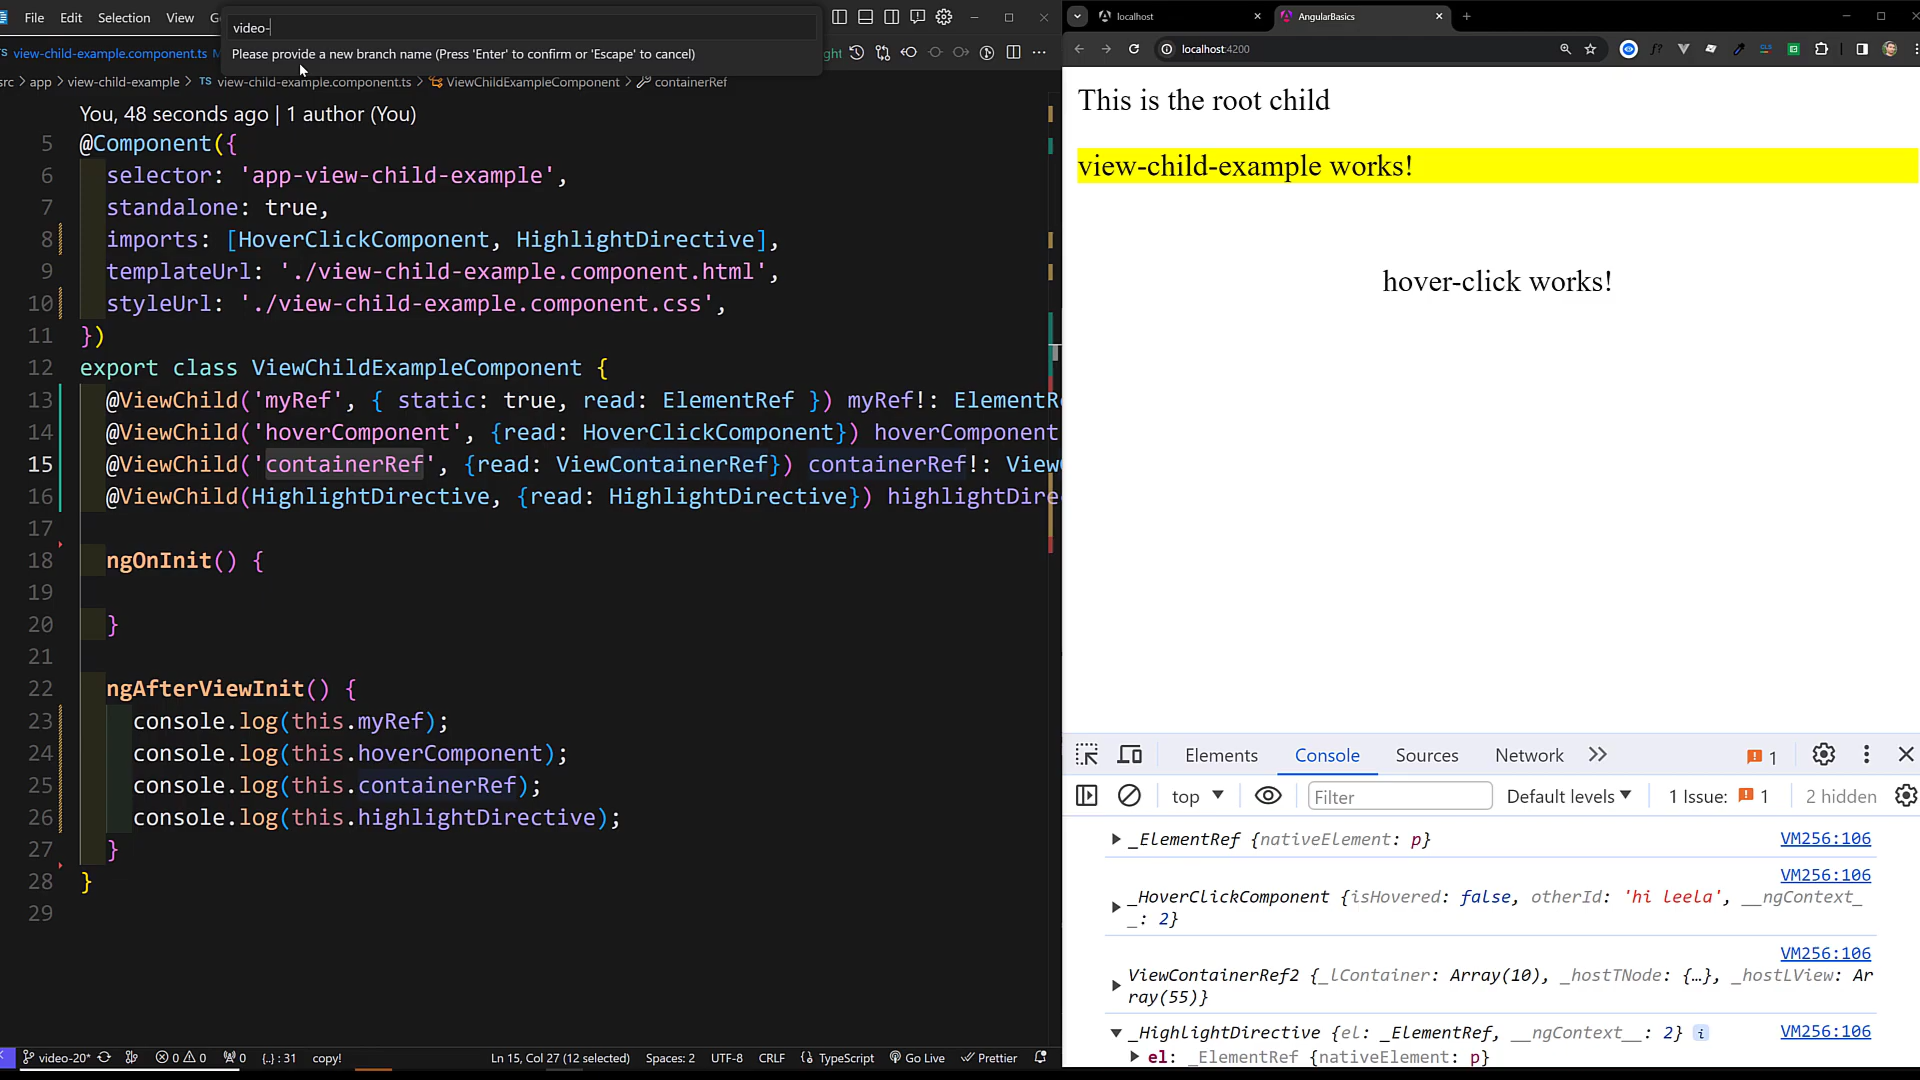 File Edit Selection View
video-
Please provide a new branch name (Press 'Enter' to confirm or 'Escape' to cancel)
TS view-child-example.component.ts
src > app > view-child-example > TS view-child-example.component.ts > ViewChildExampleComponent > containerRef
You, 48 seconds ago | 1 author (You)
5 @Component({
6 selector: 'app-view-child-example',
7 standalone: true,
8 imports: [HoverClickComponent, HighlightDirective],
9 templateUrl: './view-child-example.component.html',
10 styleUrl: './view-child-example.component.css',
11 })
12 export class ViewChildExampleComponent {
13 @ViewChild('myRef', { static: true, read: ElementRef }) myRef!: ElementRe
14 @ViewChild('hoverComponent', {read: HoverClickComponent}) hoverComponent
15 @ViewChild('containerRef', {read: ViewContainerRef}) containerRef!: View
16 @ViewChild(HighlightDirective, {read: HighlightDirective}) highlightDire
17
18 ngOnInit() {
19
20 }
21
22 ngAfterViewInit() {
23 console.log(this.myRef);
24 console.log(this.hoverComponent);
25 console.log(this.containerRef);
26 console.log(this.highlightDirective);
27 }
28 }
29
video-20* 0 0 0 {..} : 31 copy! Ln 15, Col 27 (12 selected) Spaces: 2 UTF-8 CRLF {} TypeScript Go Live Prettier
localhost AngularBasics
localhost:4200
This is the root child
view-child-example works!
hover-click works!
Elements Console Sources Network 1
top Filter Default levels 1 Issue: 1 2 hidden
_ElementRef {nativeElement: p} VM256:106
VM256:106
_HoverClickComponent {isHovered: false, otherId: 'hi leela', __ngContext_
_: 2}
VM256:106
ViewContainerRef2 {_lContainer: Array(10), _hostTNode: {…}, _hostLView: Ar
ray(55)}
_HighlightDirective {el: _ElementRef, __ngContext__: 2} i VM256:106
el: _ElementRef {nativeElement: p}